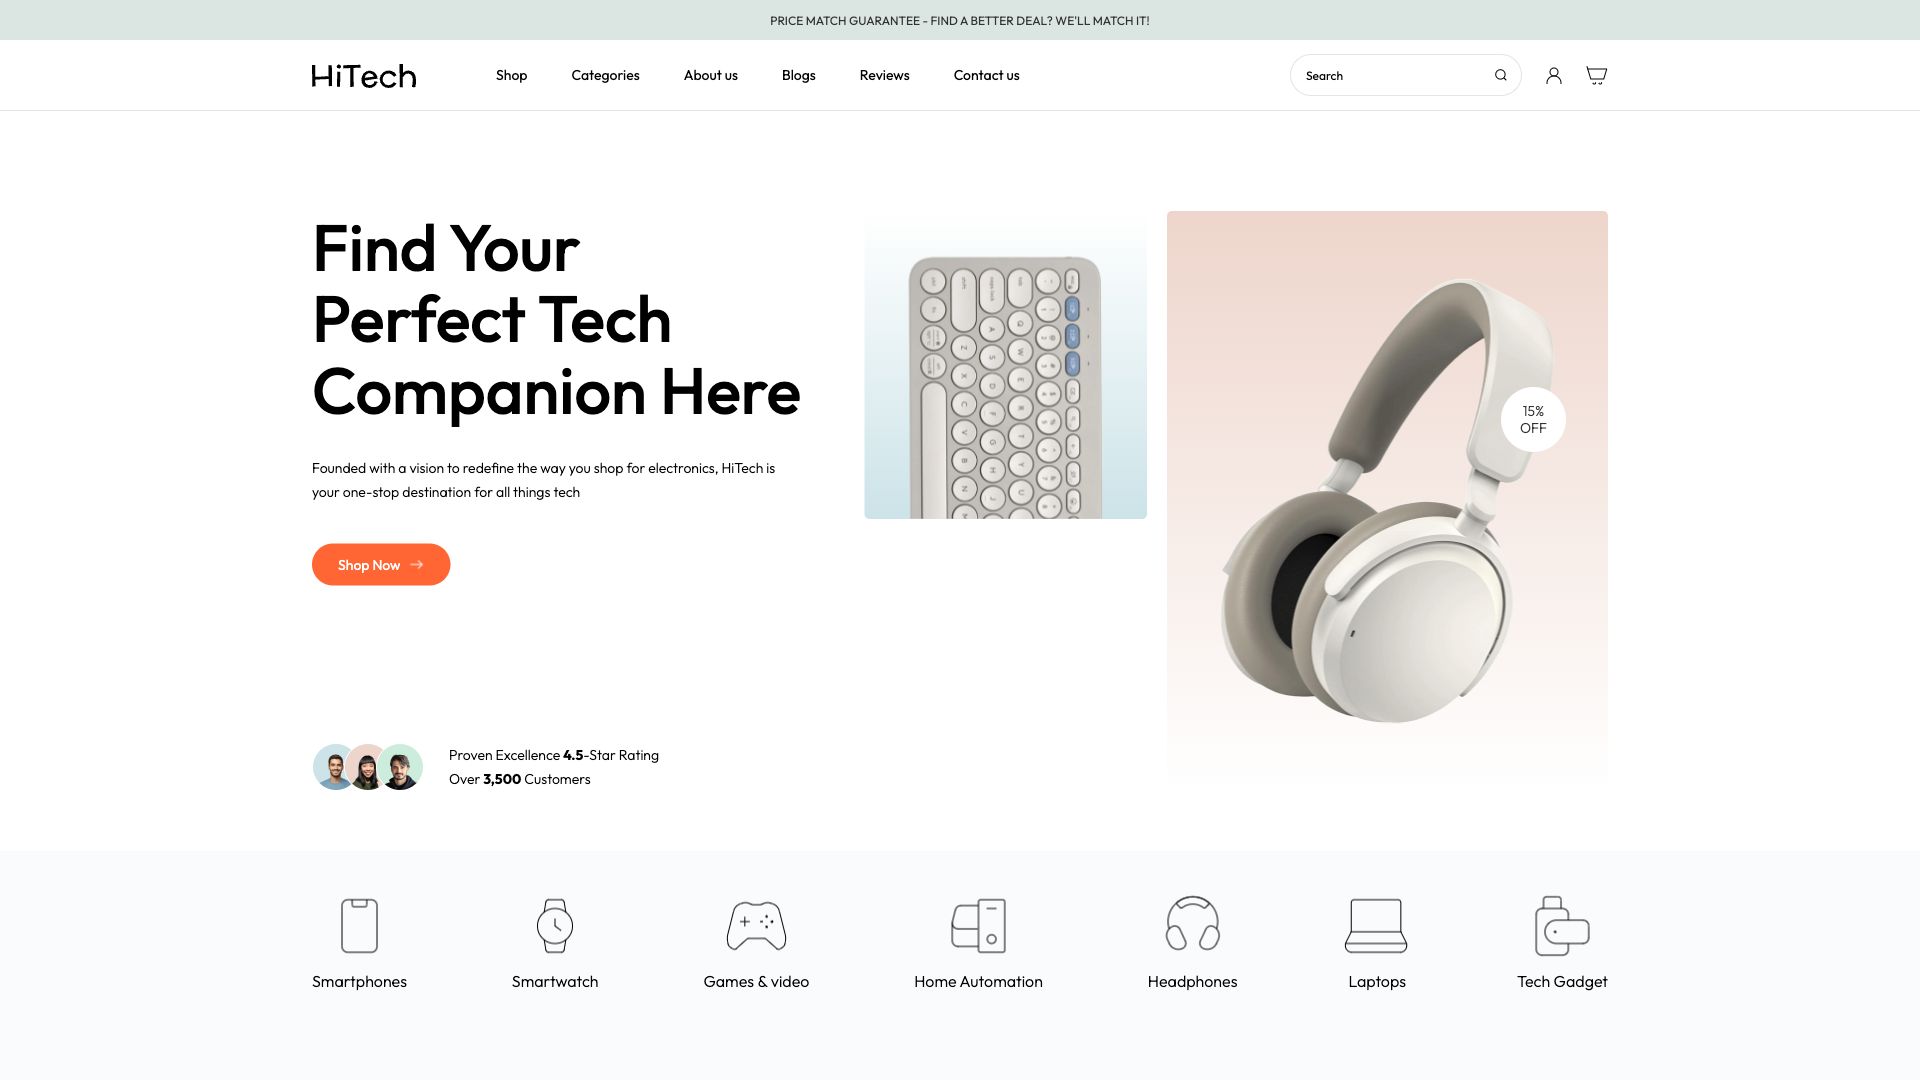 PRICE MATCH GUARANTEE - FIND A BETTER DEAL? WE'LL MATCH IT!
HiTech
Shop
Categories
About us
Blogs
Reviews
Contact us
Search
Find Your
Perfect Tech
Companion Here
Founded with a vision to redefine the way you shop for electronics, HiTech is
your one-stop destination for all things tech
Shop Now
15%
OFF
Proven Excellence 4.5-Star Rating
Over 3,500 Customers
Smartphones
Smartwatch
Games & video
Home Automation
Headphones
Laptops
Tech Gadget